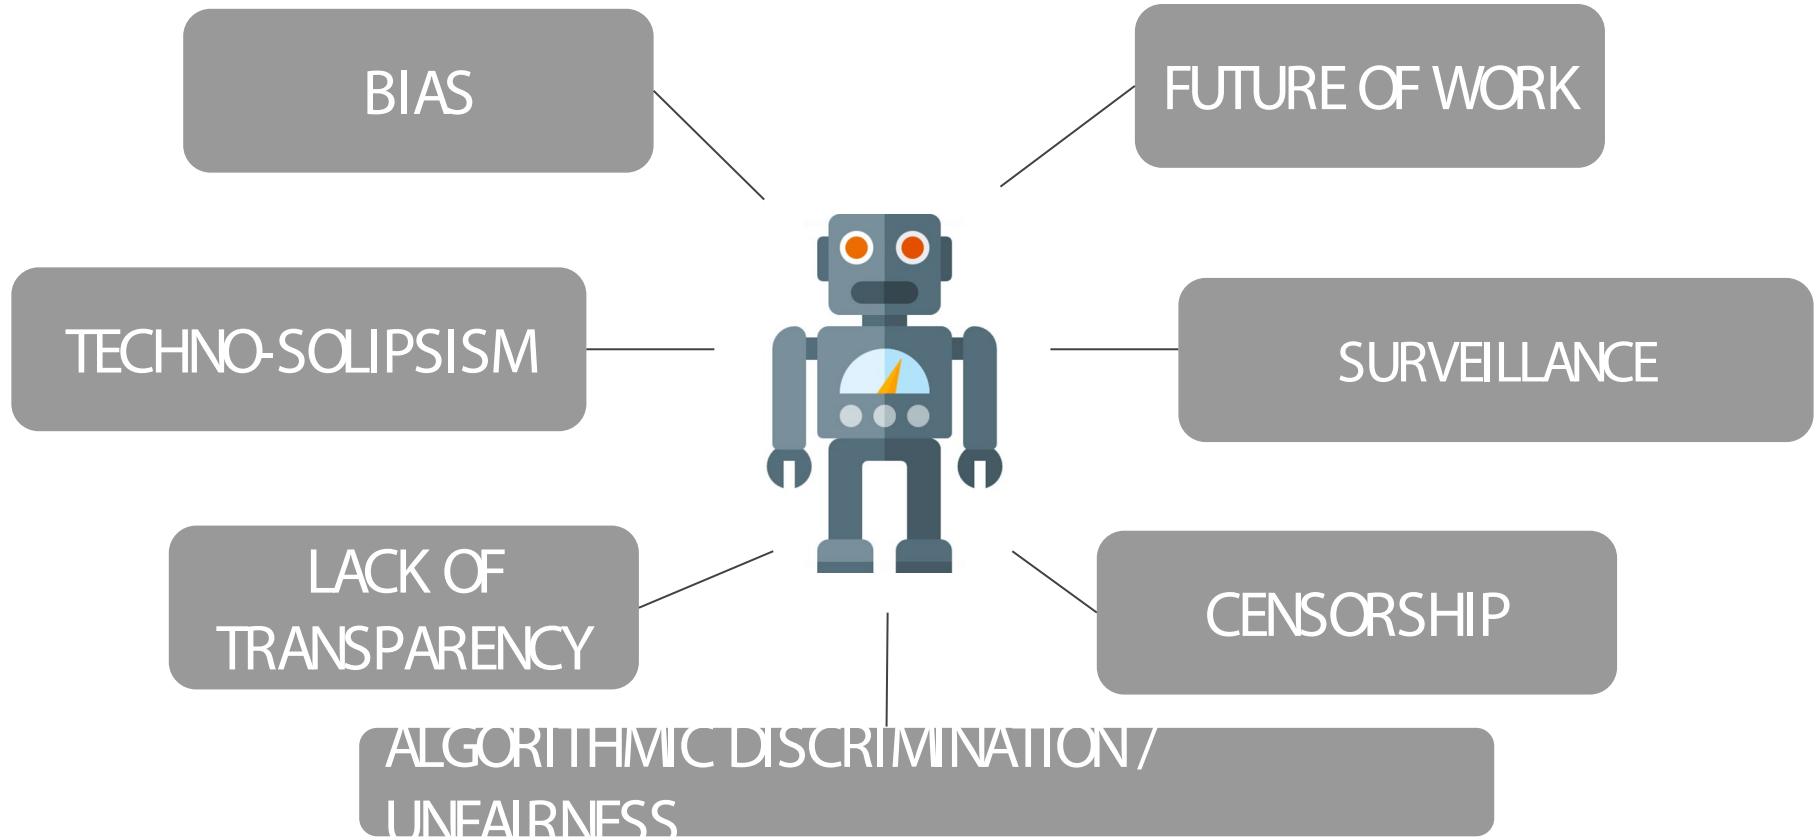 BIAS
FUTURE OF WORK
TECHNO-SOLIPSISM
SURVEILLANCE
LACK OF
TRANSPARENCY
CENSORSHIP
ALGORITHMIC DISCRIMINATION /
UNFAIRNESS